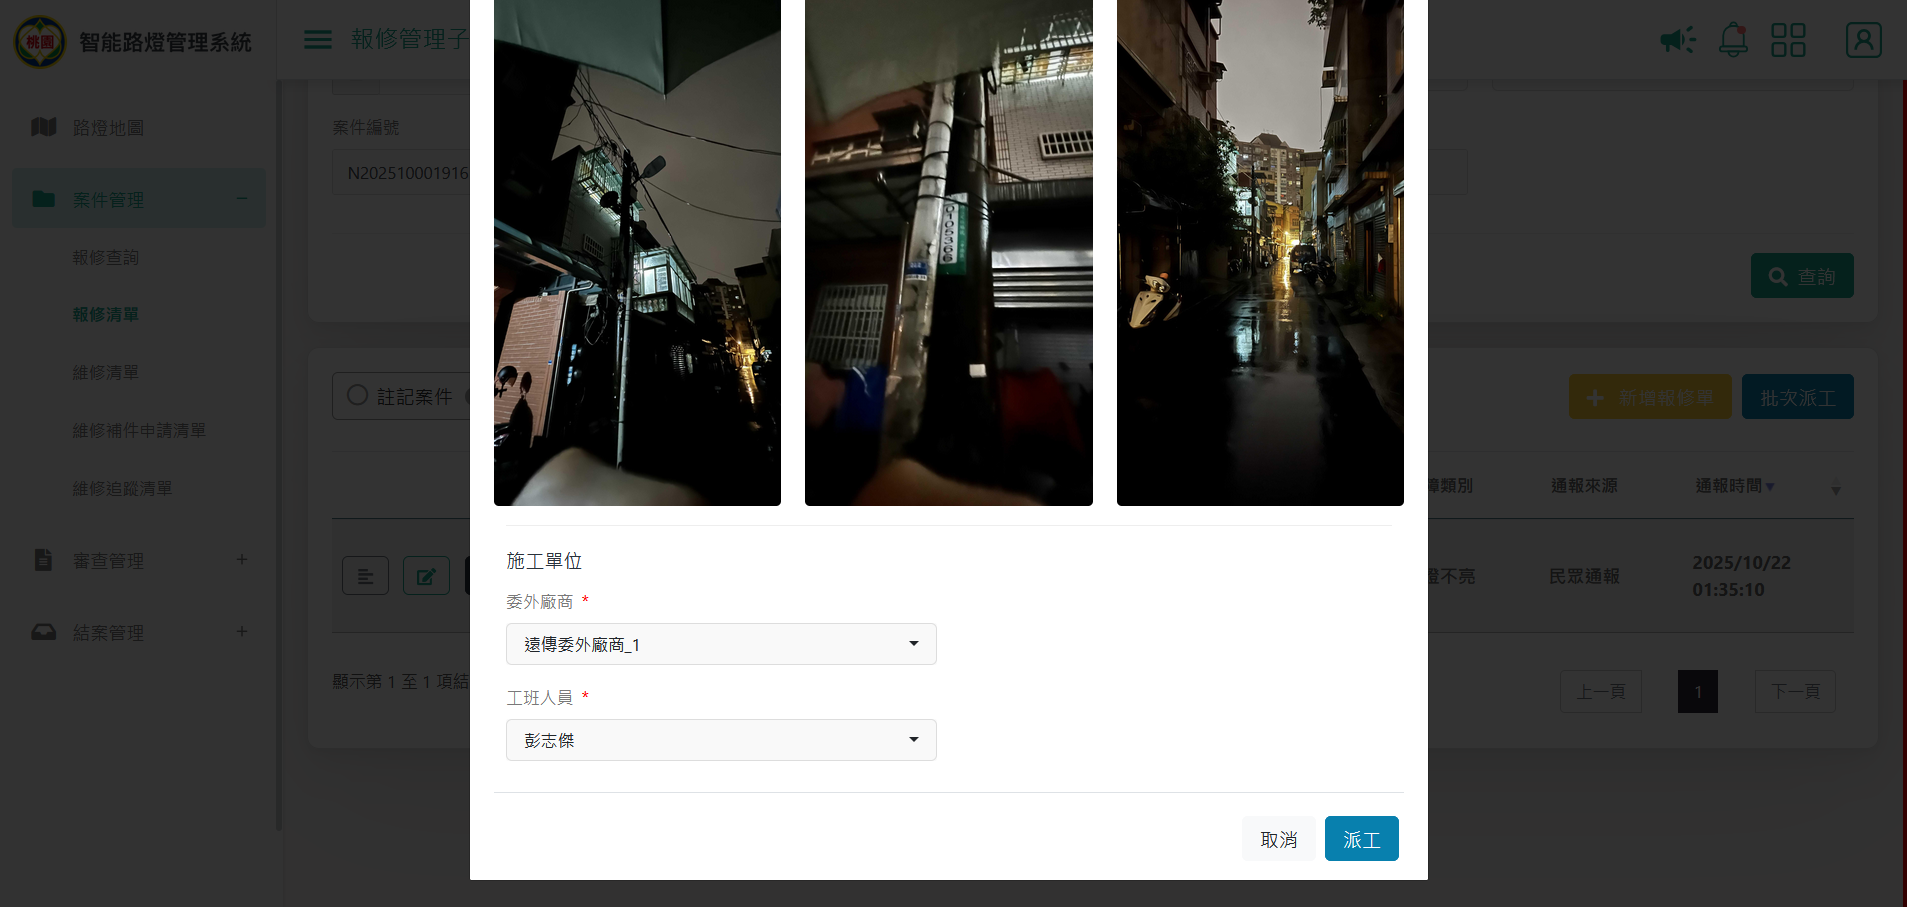 桃園
智能路燈管理系統
報修管理子
路燈地圖
案件管理
報修查詢
報修清單
維修清單
維修補件申請清單
維修追蹤清單
審查管理
結案管理
案件編號
N202510001916
查詢
註記案件
新增報修單
批次派工
障類別
通報來源
通報時間
燈不亮
民眾通報
2025/10/22
01:35:10
顯示第 1 至 1 項結
上一頁
1
下一頁
0105366
施工單位
委外廠商 *
遠傳委外廠商_1
工班人員 *
彭志傑
取消
派工